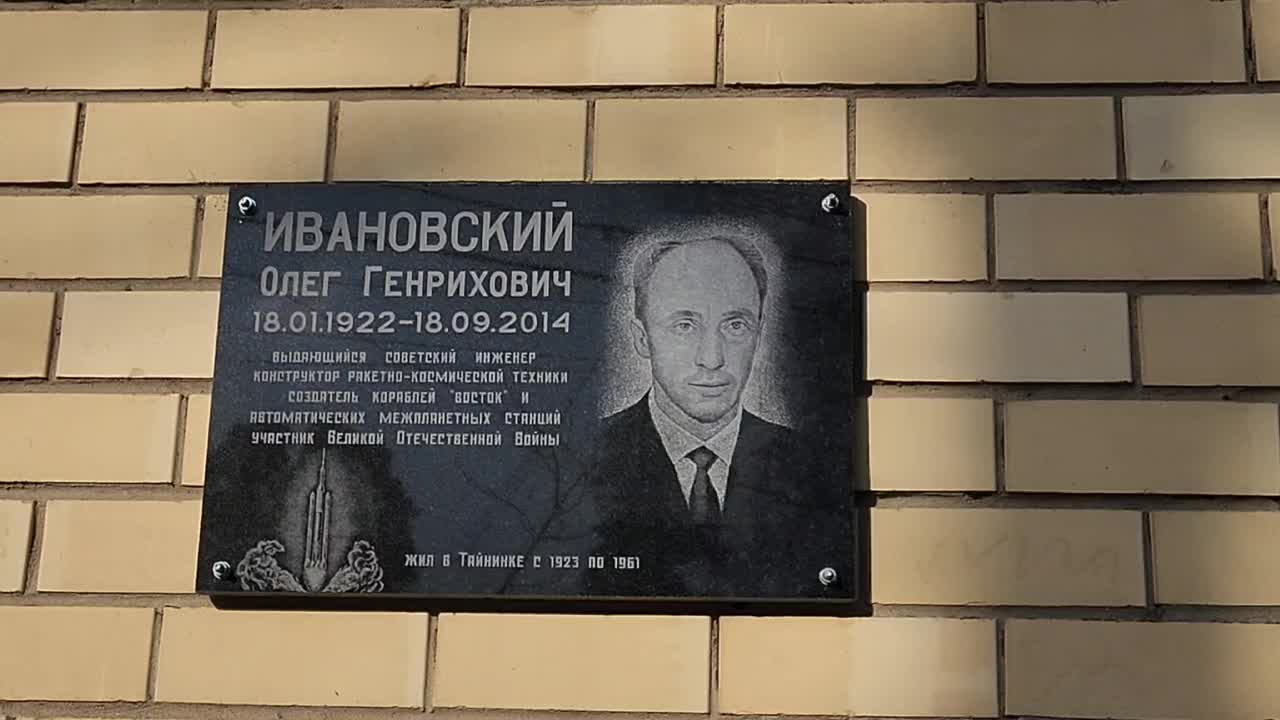 ИВАНОВСКИЙ
Олег Генрихович
18.01.1922-18.09.2014
выдающийся советский инженер
конструктор ракетно-космической техники
создатель кораблей "Восток" и
автоматических межпланетных станций
участник Великой Отечественной Войны
жил в Тайнинке с 1923 по 1961